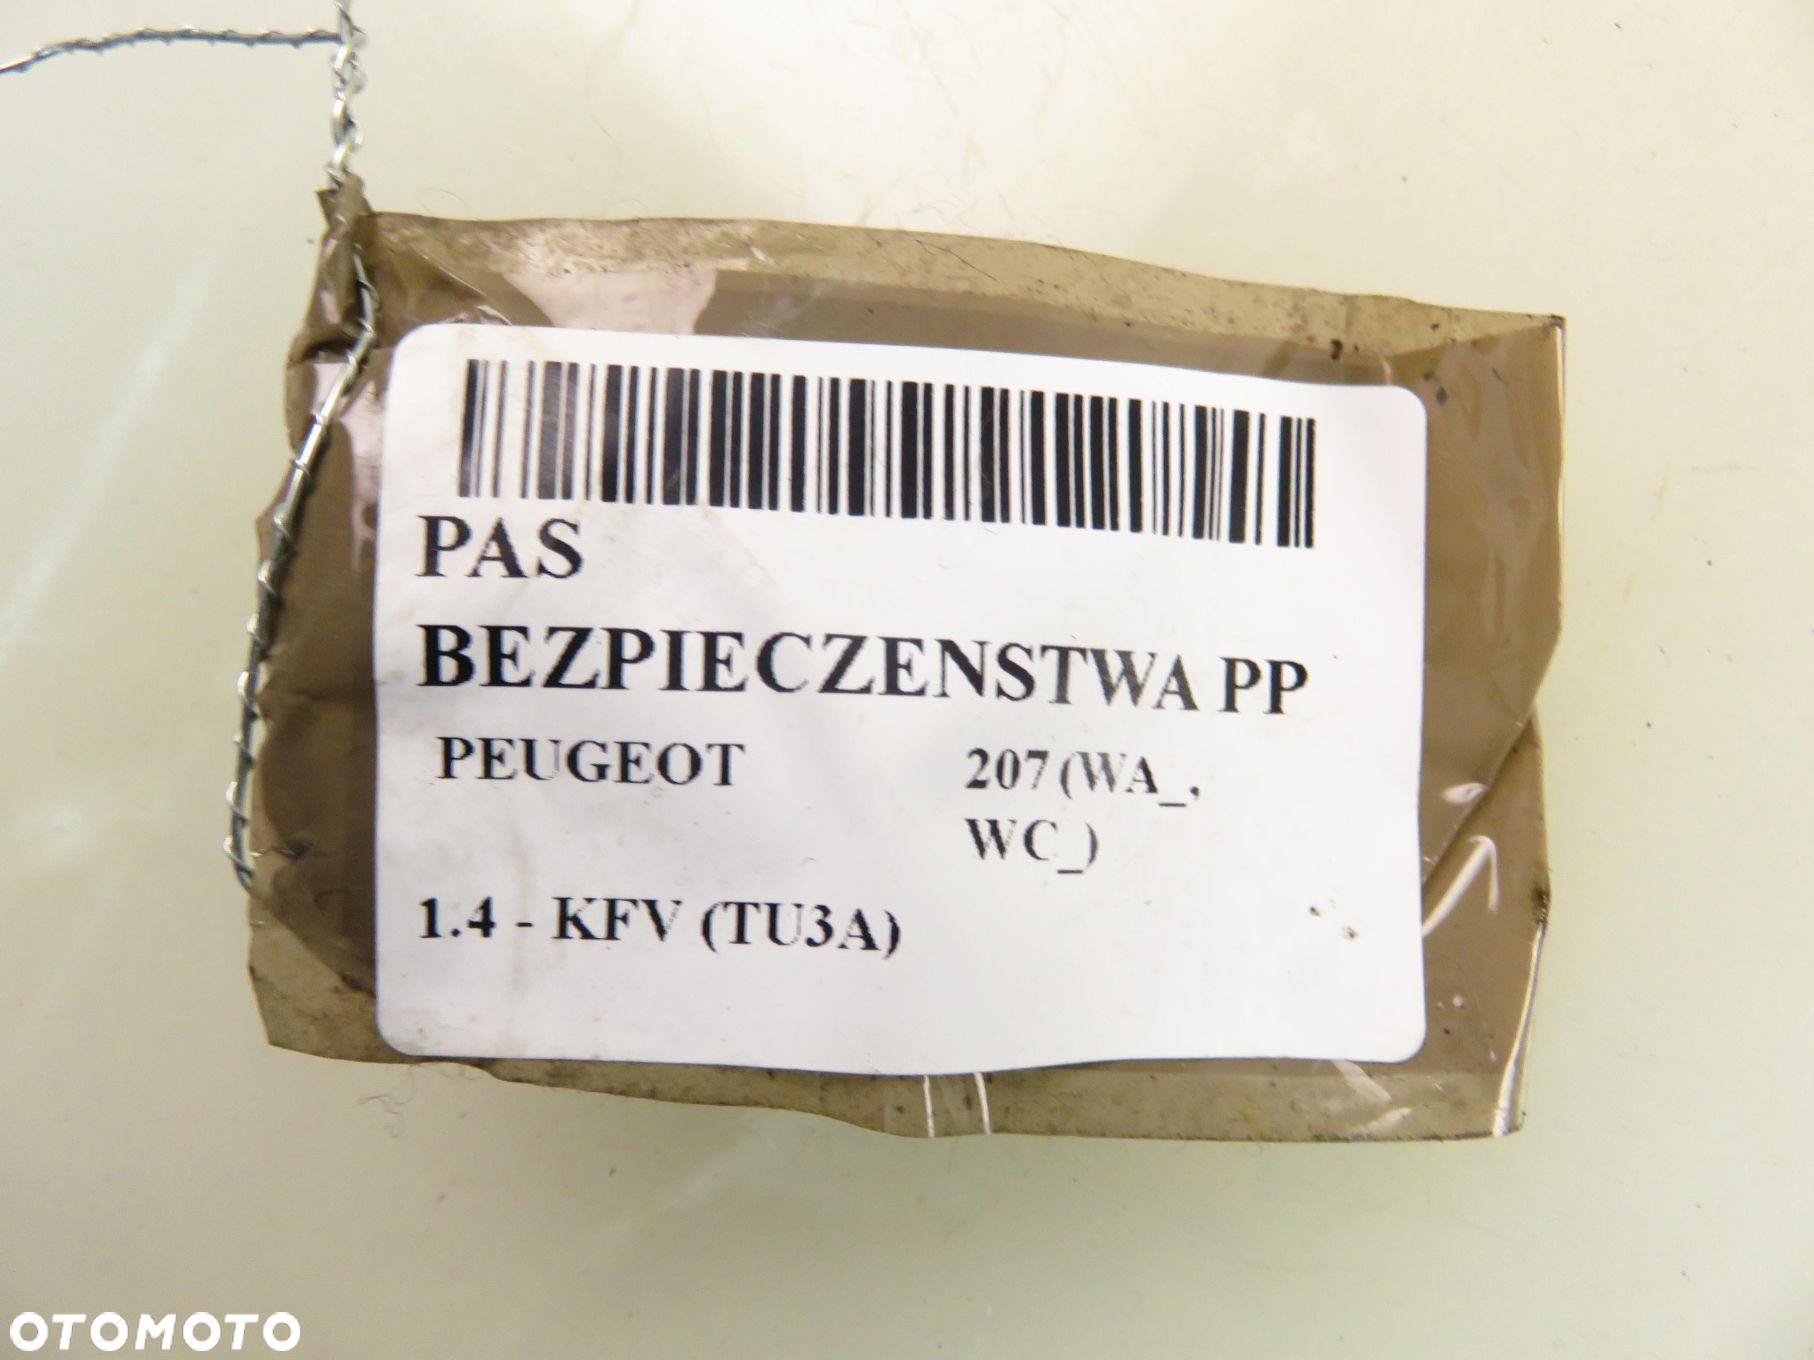 PAS
BEZPIECZENSTWA PP
PEUGEOT 207 (WA_,
WC_)
1.4 - KFV (TU3A)
OTOMOTO